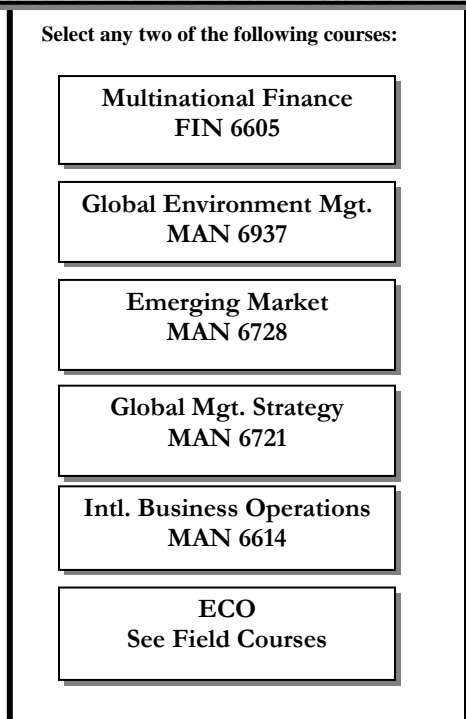 Select any two of the following courses:
Multinational Finance
FIN 6605
Global Environment Mgt.
MAN 6937
Emerging Market
MAN 6728
Global Mgt. Strategy
MAN 6721
Intl. Business Operations
MAN 6614
ECO
See Field Courses